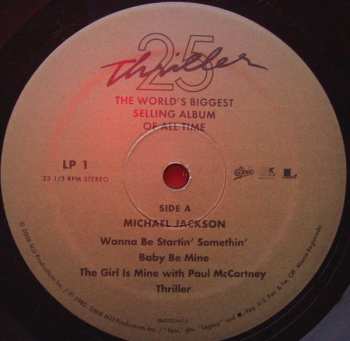 Thriller
25
THE WORLD'S BIGGEST
SELLING ALBUM
OF ALL TIME
LP 1
33 1/3 RPM STEREO
Epic
SIDE A
MICHAEL JACKSON
Wanna Be Startin' Somethin'
Baby Be Mine
The Girl Is Mine with Paul McCartney
Thriller